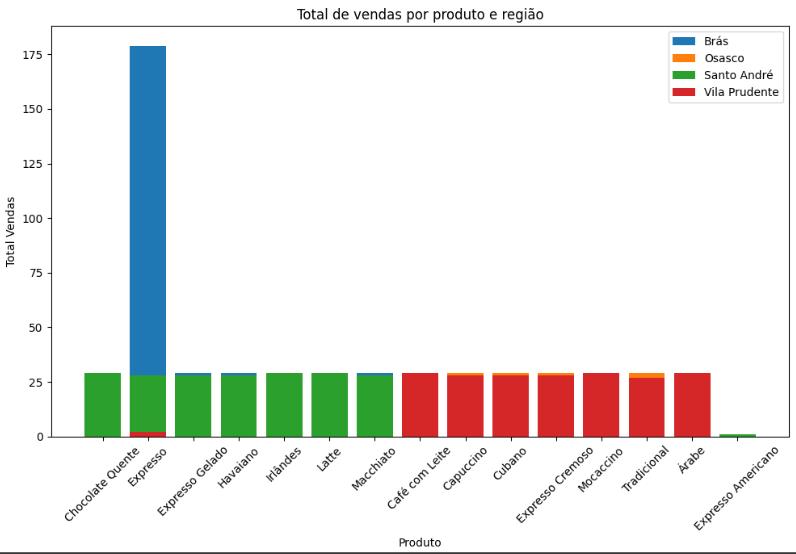 Total de vendas por produto e região
Brás
Osasco
Santo André
Vila Prudente
Total Vendas
175
150
125
100
75
50
25
0
Chocolate Quente
Expresso
Expresso Gelado
Havaiano
Irlândes
Latte
Macchiato
Café com Leite
Capuccino
Cubano
Expresso Cremoso
Mocaccino
Tradicional
Árabe
Expresso Americano
Produto